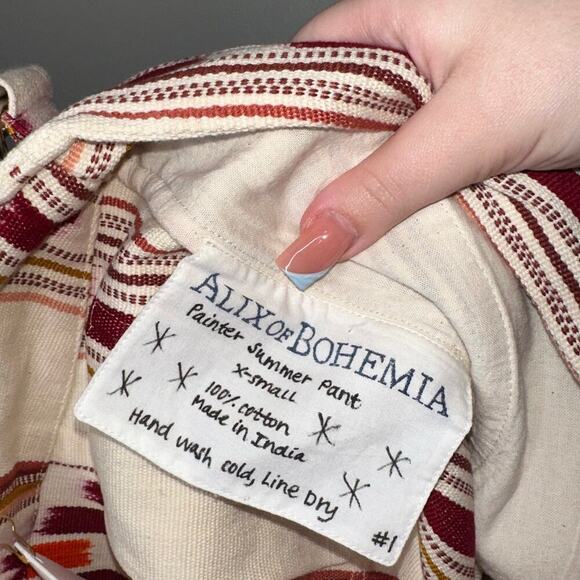 ALIX OF BOHEMIA
Painter Summer Pant
X-SMALL
100% cotton
Made in India
Hand wash cold, Line Dry
#1